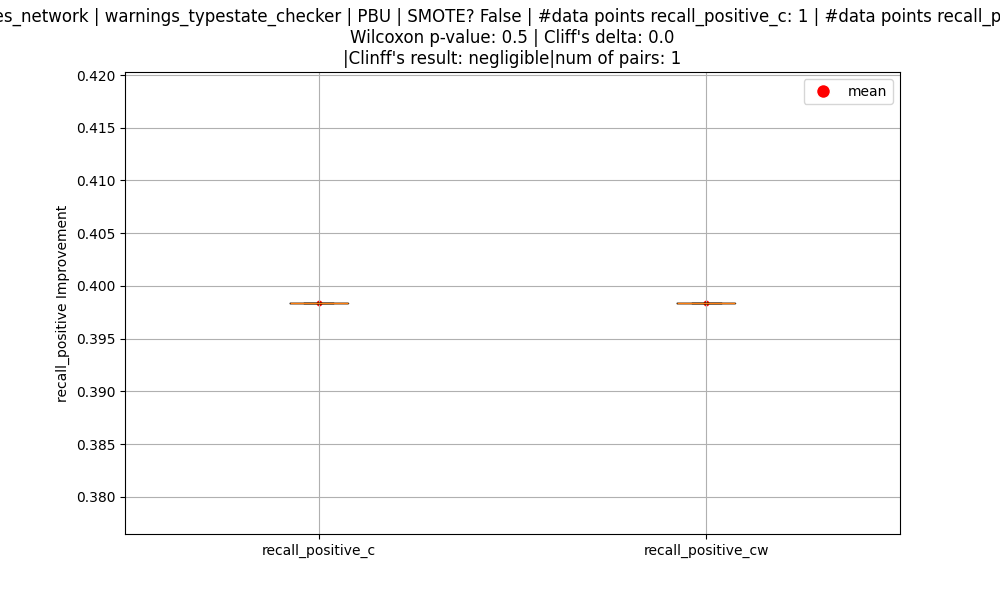 _network | warnings_typestate_checker | PBU | SMOTE? False | #data points recall_positive_c: 1 | #data points
Wilcoxon p-value: 0.5 | Cliff's delta: 0.0
|Clinff's result: negligible|num of pairs: 1
mean
0.420
0.415
0.410
0.405
0.400
0.395
0.390
0.385
0.380
recall_positive Improvement
recall_positive_c
recall_positive_cw